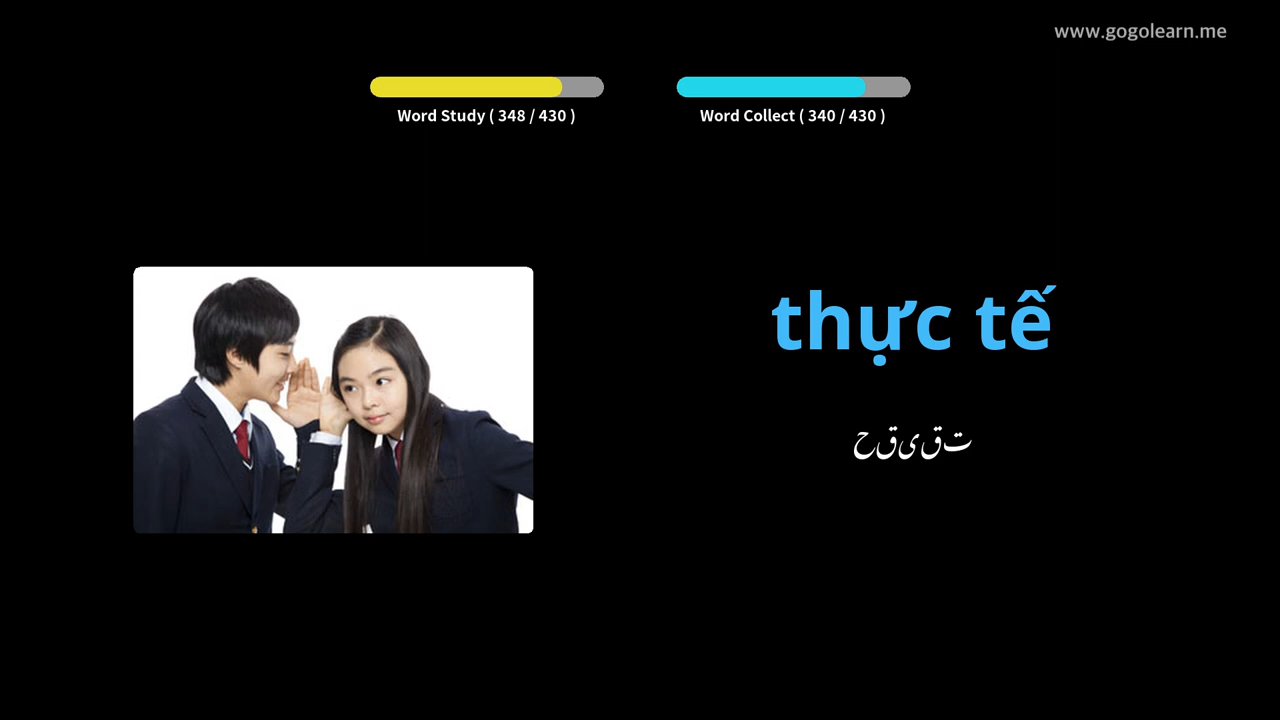 www.gogolearn.me
Word Study ( 348 / 430 )
Word Collect ( 340 / 430 )
thực tế
حقیقت